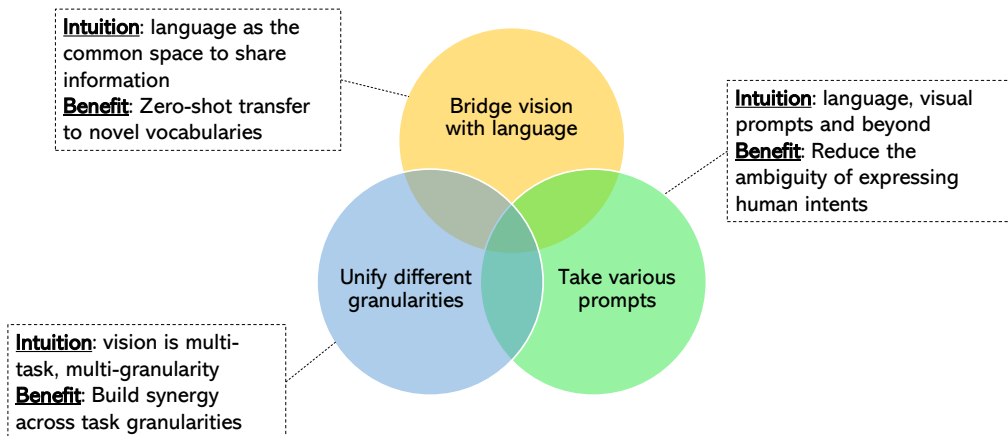 Intuition: language as the
common space to share
information
Benefit: Zero-shot transfer
to novel vocabularies
Bridge vision
with language
Intuition: language, visual
prompts and beyond
Benefit: Reduce the
ambiguity of expressing
human intents
Unify different
granularities
Take various
prompts
Intuition: vision is multi-
task, multi-granularity
Benefit: Build synergy
across task granularities